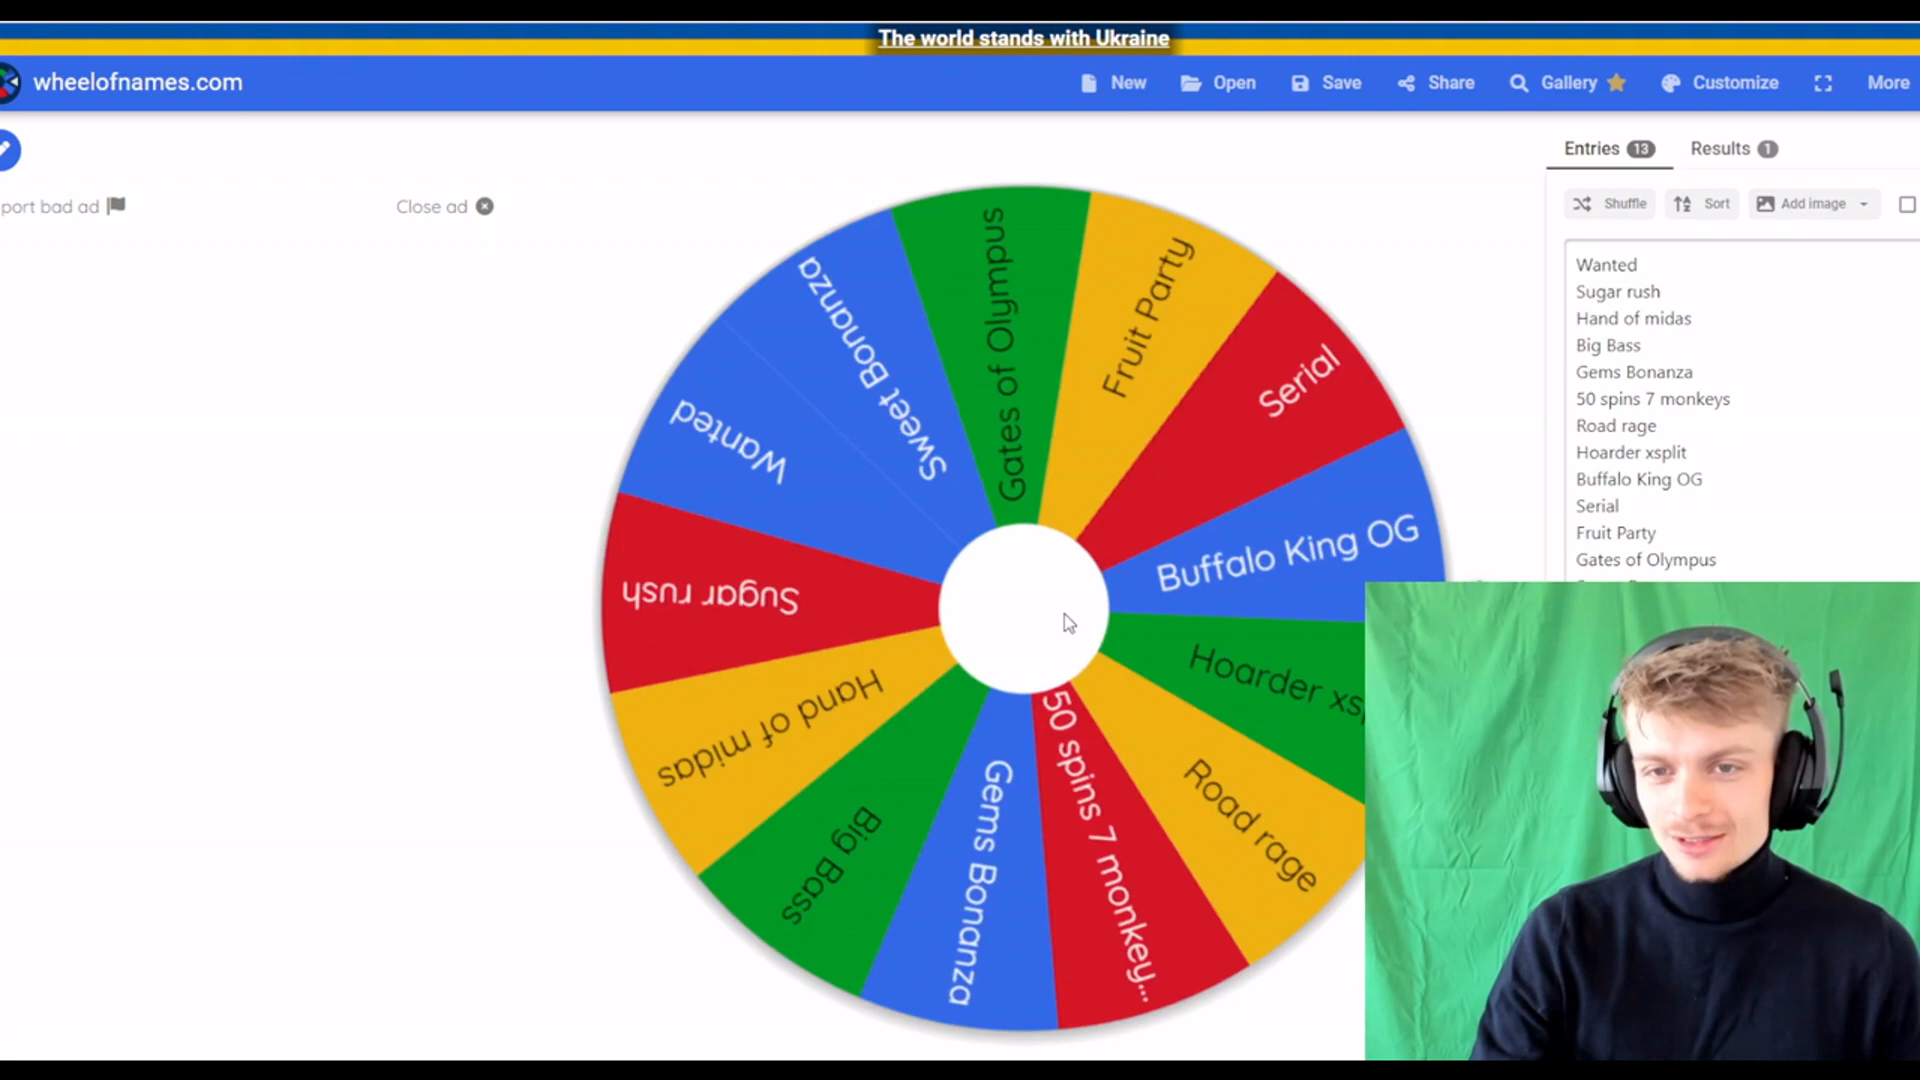 The world stands with Ukraine
wheelofnames.com
New
Open
Save
Share
Gallery
Customize
More
port bad ad
Close ad
Entries 13
Results 1
Shuffle
Sort
Add image
Wanted
Sugar rush
Hand of midas
Big Bass
Gems Bonanza
50 spins 7 monkeys
Road rage
Hoarder xsplit
Buffalo King OG
Serial
Fruit Party
Gates of Olympus
Gates of Olympus
Fruit Party
Serial
Buffalo King OG
Hoarder xs
Road rage
50 spins 7 monkey...
Gems Bonanza
Big Bass
Hand of midas
Sugar rush
Wanted
Sweet Bonanza